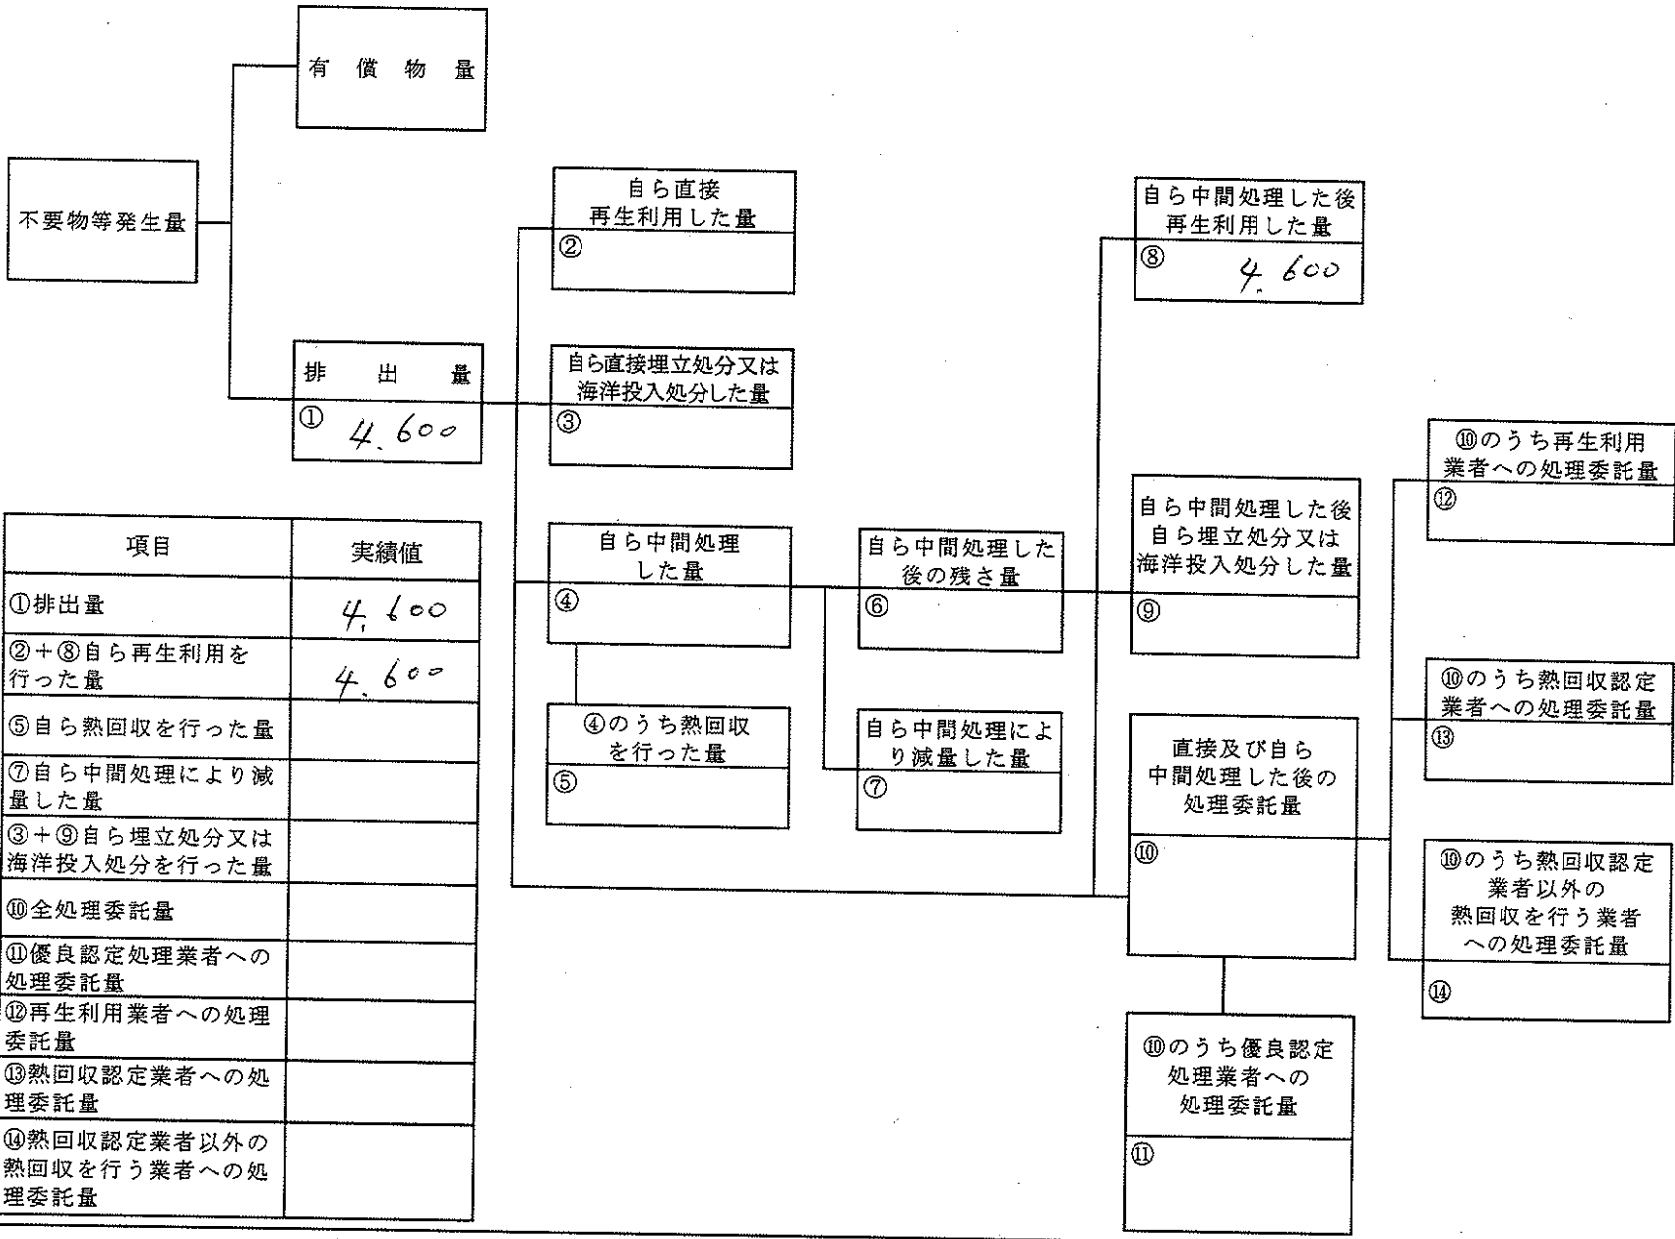 有償物量
不要物等発生量
排出量
① 4.600
自ら直接
再生利用した量
②
自ら直接埋立処分又は
海洋投入処分した量
③
自ら中間処理
した量
④
④のうち熱回収
を行った量
⑤
自ら中間処理した
後の残さ量
⑥
自ら中間処理によ
り減量した量
⑦
自ら中間処理した後
再生利用した量
⑧ 4.600
自ら中間処理した後
自ら埋立処分又は
海洋投入処分した量
⑨
直接及び自ら
中間処理した後の
処理委託量
⑩
⑩のうち優良認定
処理業者への
処理委託量
⑪
⑩のうち再生利用
業者への処理委託量
⑫
⑩のうち熱回収認定
業者への処理委託量
⑬
⑩のうち熱回収認定
業者以外の
熱回収を行う業者
への処理委託量
⑭
項目 実績値
①排出量 4.600
②+⑧自ら再生利用を
行った量 4.600
⑤自ら熱回収を行った量
⑦自ら中間処理により減
量した量
③+⑨自ら埋立処分又は
海洋投入処分を行った量
⑩全処理委託量
⑪優良認定処理業者への
処理委託量
⑫再生利用業者への処理
委託量
⑬熱回収認定業者への処
理委託量
⑭熱回収認定業者以外の
熱回収を行う業者への処
理委託量